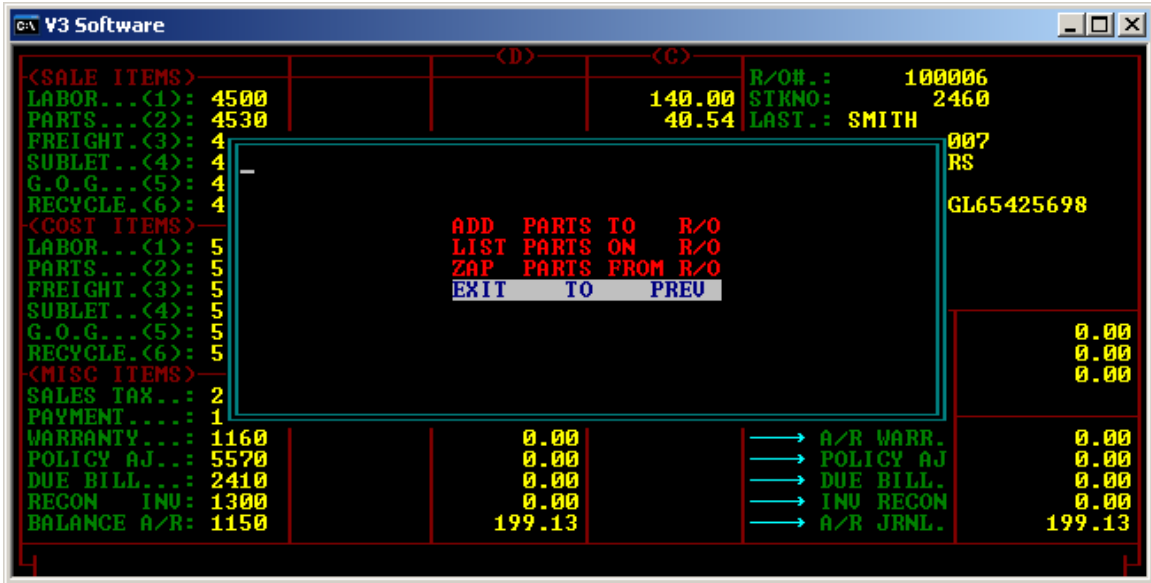 V3 Software
(D) (C)
(SALE ITEMS)
R/O#.: 100006
LABOR...(1): 4500 140.00 STKNO: 2460
PARTS...(2): 4530 40.54 LAST.: SMITH
FREIGHT.(3): 4 007
SUBLET..(4): 4 RS
G.O.G...(5): 4
RECYCLE.(6): 4 GL65425698
(COST ITEMS)
LABOR...(1): 5
PARTS...(2): 5
FREIGHT.(3): 5
SUBLET..(4): 5
G.O.G...(5): 5 0.00
RECYCLE.(6): 5 0.00
(MISC ITEMS) 0.00
SALES TAX..: 2
PAYMENT....: 1
ADD PARTS TO R/O
LIST PARTS ON R/O
ZAP PARTS FROM R/O
EXIT TO PREV
WARRANTY...: 1160 0.00 → A/R WARR. 0.00
POLICY AJ..: 5570 0.00 → POLICY AJ 0.00
DUE BILL...: 2410 0.00 → DUE BILL. 0.00
RECON INV: 1300 0.00 → INV RECON 0.00
BALANCE A/R: 1150 199.13 → A/R JRNL. 199.13